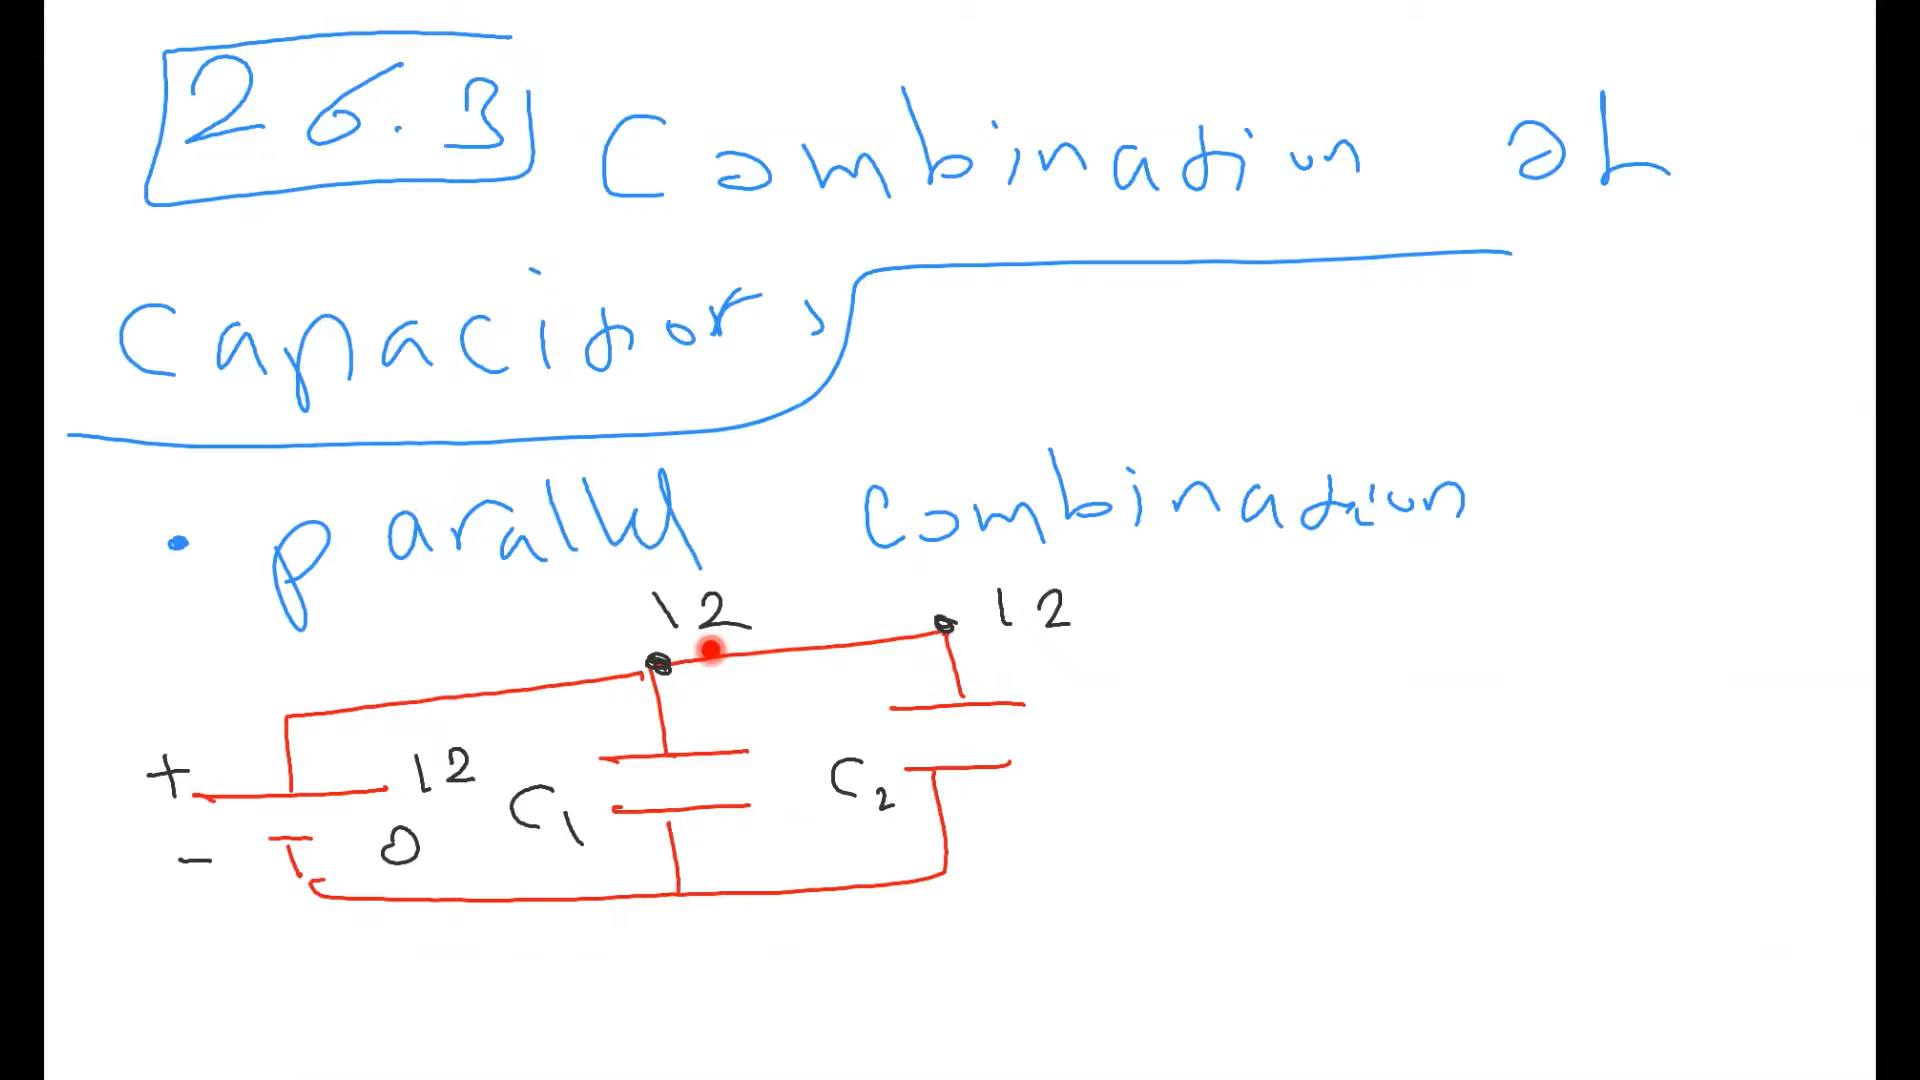 26.3 Combination of
Capacitors
• parallel combination
12 12
+ 12
C1 C2
- 0